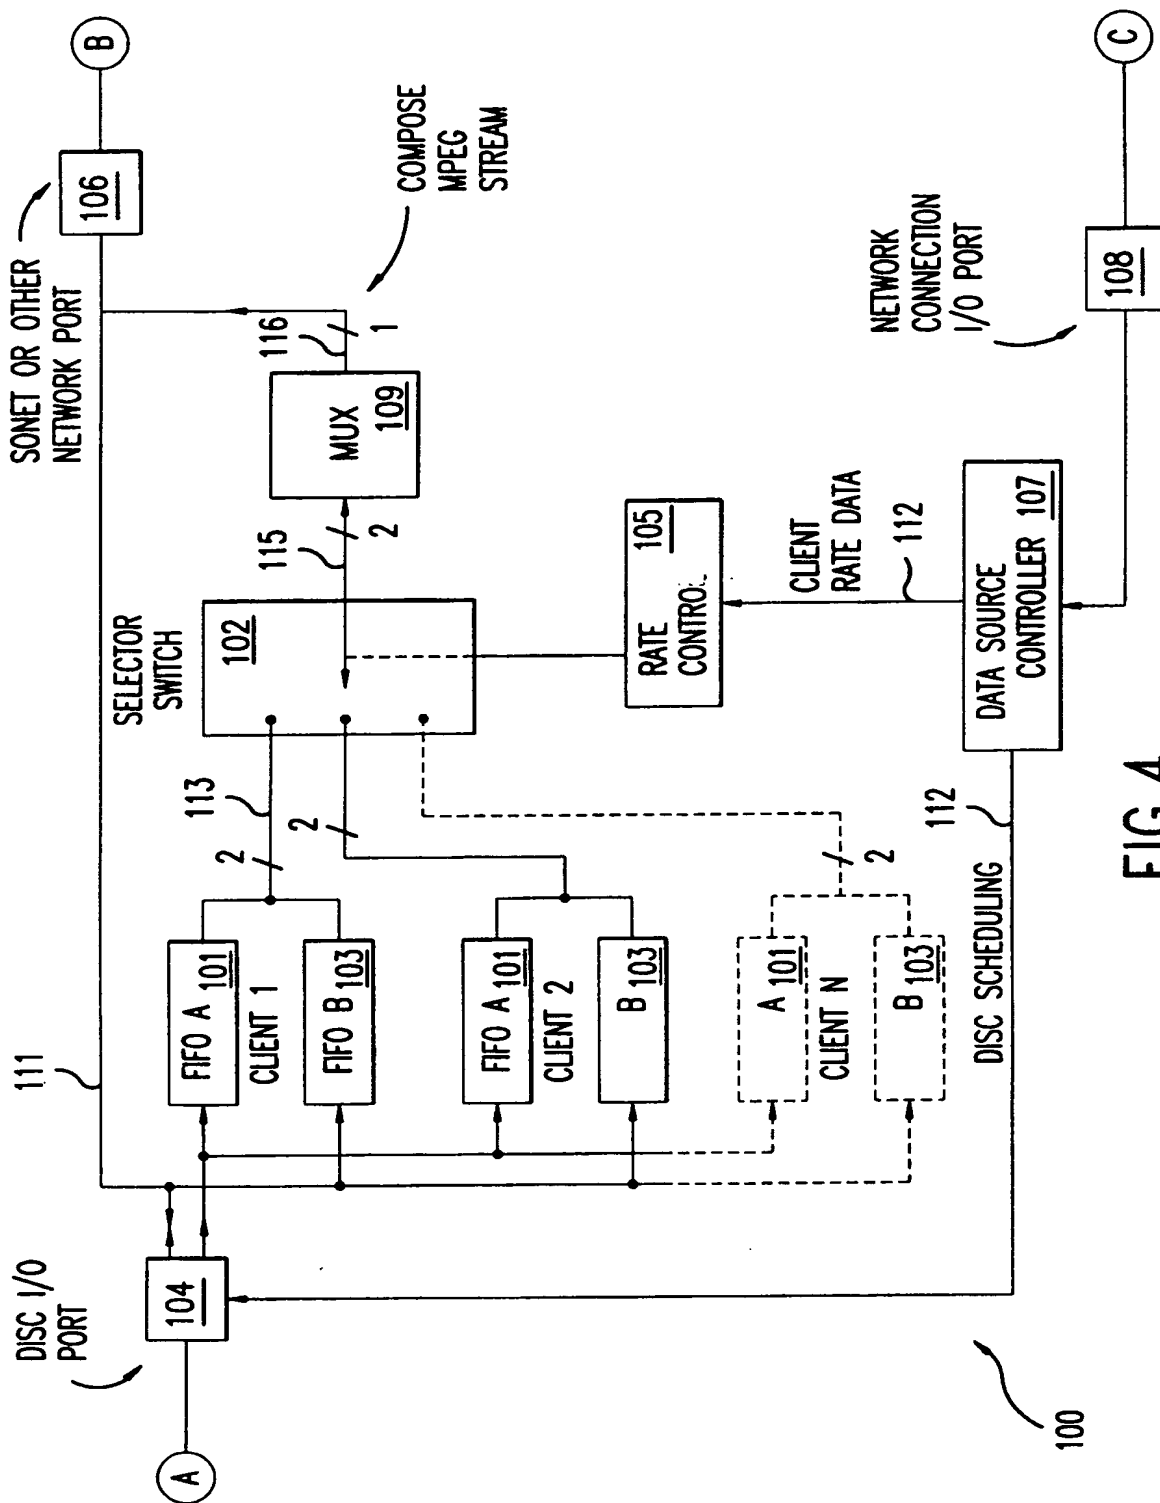 A
DISC I/O
PORT
104
111
SONET OR OTHER
NETWORK PORT
106
B
FIFO A 101
CLIENT 1
FIFO B 103
2
113
SELECTOR
SWITCH
102
115
2
MUX
109
116
1
COMPOSE
MPEG
STREAM
FIFO A 101
CLIENT 2
B 103
2
A 101
CLIENT N
B 103
2
RATE
CONTROL
105
CLIENT
RATE DATA
112
DISC SCHEDULING
112
DATA SOURCE
CONTROLLER 107
NETWORK
CONNECTION
I/O PORT
108
C
100
FIG. 4